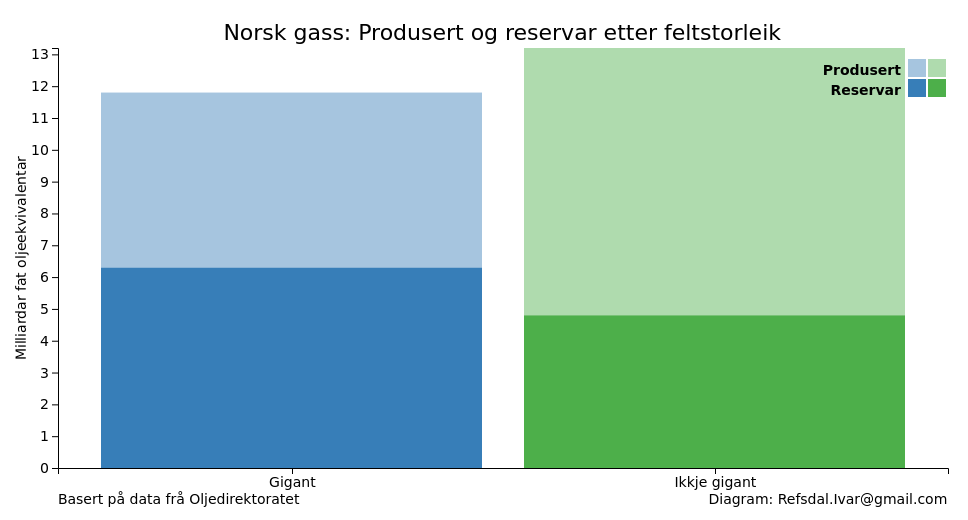 Norsk gass: Produsert og reservar etter feltstorleik
Produsert
Reservar
Milliardar fat oljeekvivalentar
13
12
11
10
9
8
7
6
5
4
3
2
1
0
Gigant
Ikkje gigant
Basert på data frå Oljedirektoratet
Diagram: Refsdal.Ivar@gmail.com